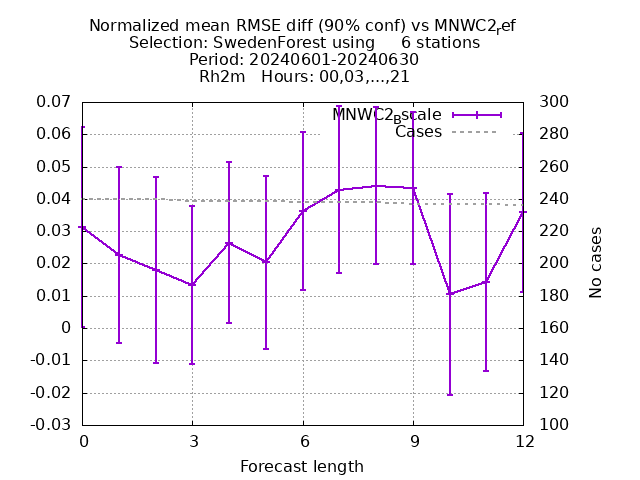 Normalized mean RMSE diff (90% conf) vs MNWC2ref
Selection: SwedenForest using 6 stations
Period: 20240601-20240630
Rh2m Hours: 00,03,...,21
MNWC2Bscale
Cases
0.07 300
0.06 280
0.05 260
0.04 240
0.03 220
0.02 200
0.01 180
0 160
-0.01 140
-0.02 120
-0.03 100
No cases
0 3 6 9 12
Forecast length